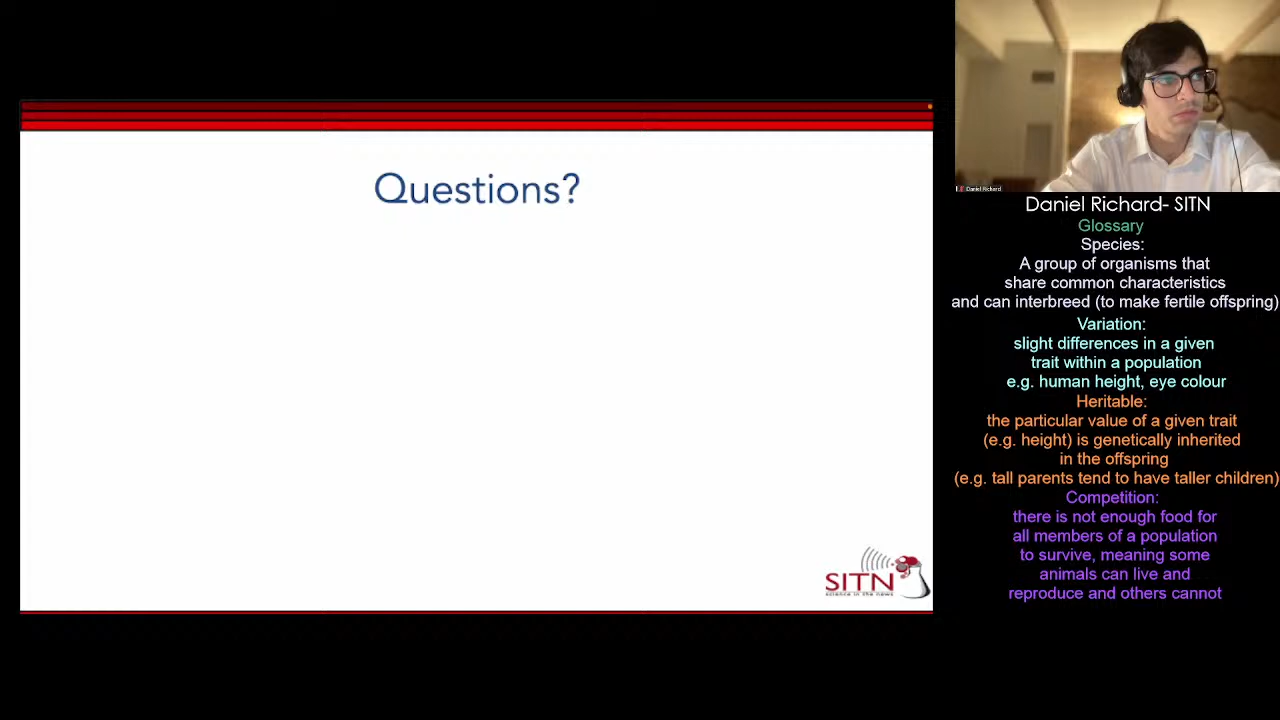 Questions?
SITN
science in the news
Daniel Richard
Daniel Richard- SITN
Glossary
Species:
A group of organisms that
share common characteristics
and can interbreed (to make fertile offspring)
Variation:
slight differences in a given
trait within a population
e.g. human height, eye colour
Heritable:
the particular value of a given trait
(e.g. height) is genetically inherited
in the offspring
(e.g. tall parents tend to have taller children)
Competition:
there is not enough food for
all members of a population
to survive, meaning some
animals can live and
reproduce and others cannot